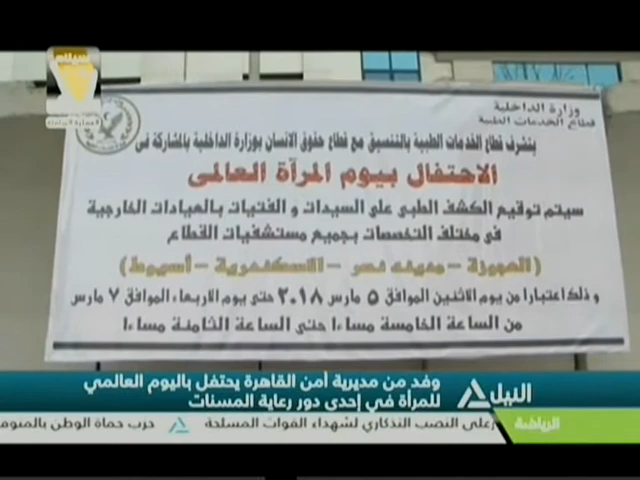 سيناء
وزارة الداخلية
قطاع الخدمات الطبية
يتشرف قطاع الخدمات الطبية بالتنسيق مع قطاع حقوق الانسان بوزارة الداخلية بالمشاركة فى
الاحتفال بيوم المرآة العالمى
سيتم توقيع الكشف الطبى على السيدات و الفتيات بالعيادات الخارجية
فى مختلف التخصصات بجميع مستشفيات القطاع
(العجوزة - مدينه نصر - الاسكندرية - أسيوط)
و ذلك اعتبارا من يوم الاثنين الموافق ٥ مارس ٢٠١٨ حتى يوم الاربعاء الموافق ٧ مارس
من الساعة الخامسة مساءا حتى الساعة الثامنة مساءا
وفد من مديرية أمن القاهرة يحتفل باليوم العالمي
للمرأة في إحدى دور رعاية المسنات
النيل
الرياضة
على النصب التذكاري لشهداء القوات المسلحة
حزب حماة الوطن